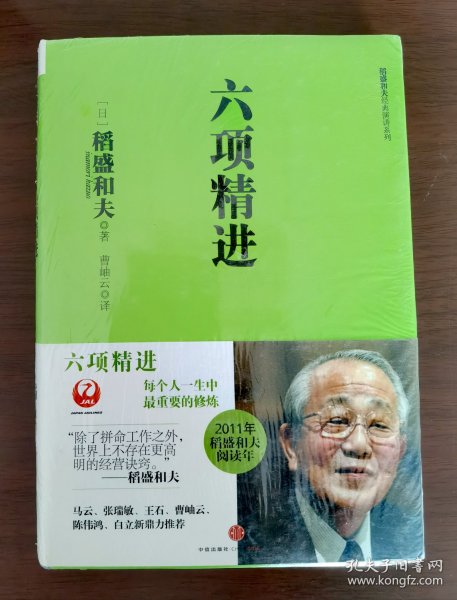 稻盛和夫经典演讲系列
六项精进
[日]稻盛和夫◎著
INAMORI KAZUO
曹岫云◎译
六项精进
每个人一生中
最重要的修炼
JAL
JAPAN AIRLINES
“除了拼命工作之外,
世界上不存在更高
明的经营诀窍。”
——稻盛和夫
2011年
稻盛和夫
阅读年
马云、张瑞敏、王石、曹岫云、
陈伟鸿、白立新鼎力推荐
中信出版社
孔夫子旧书网
www.kongfz.com